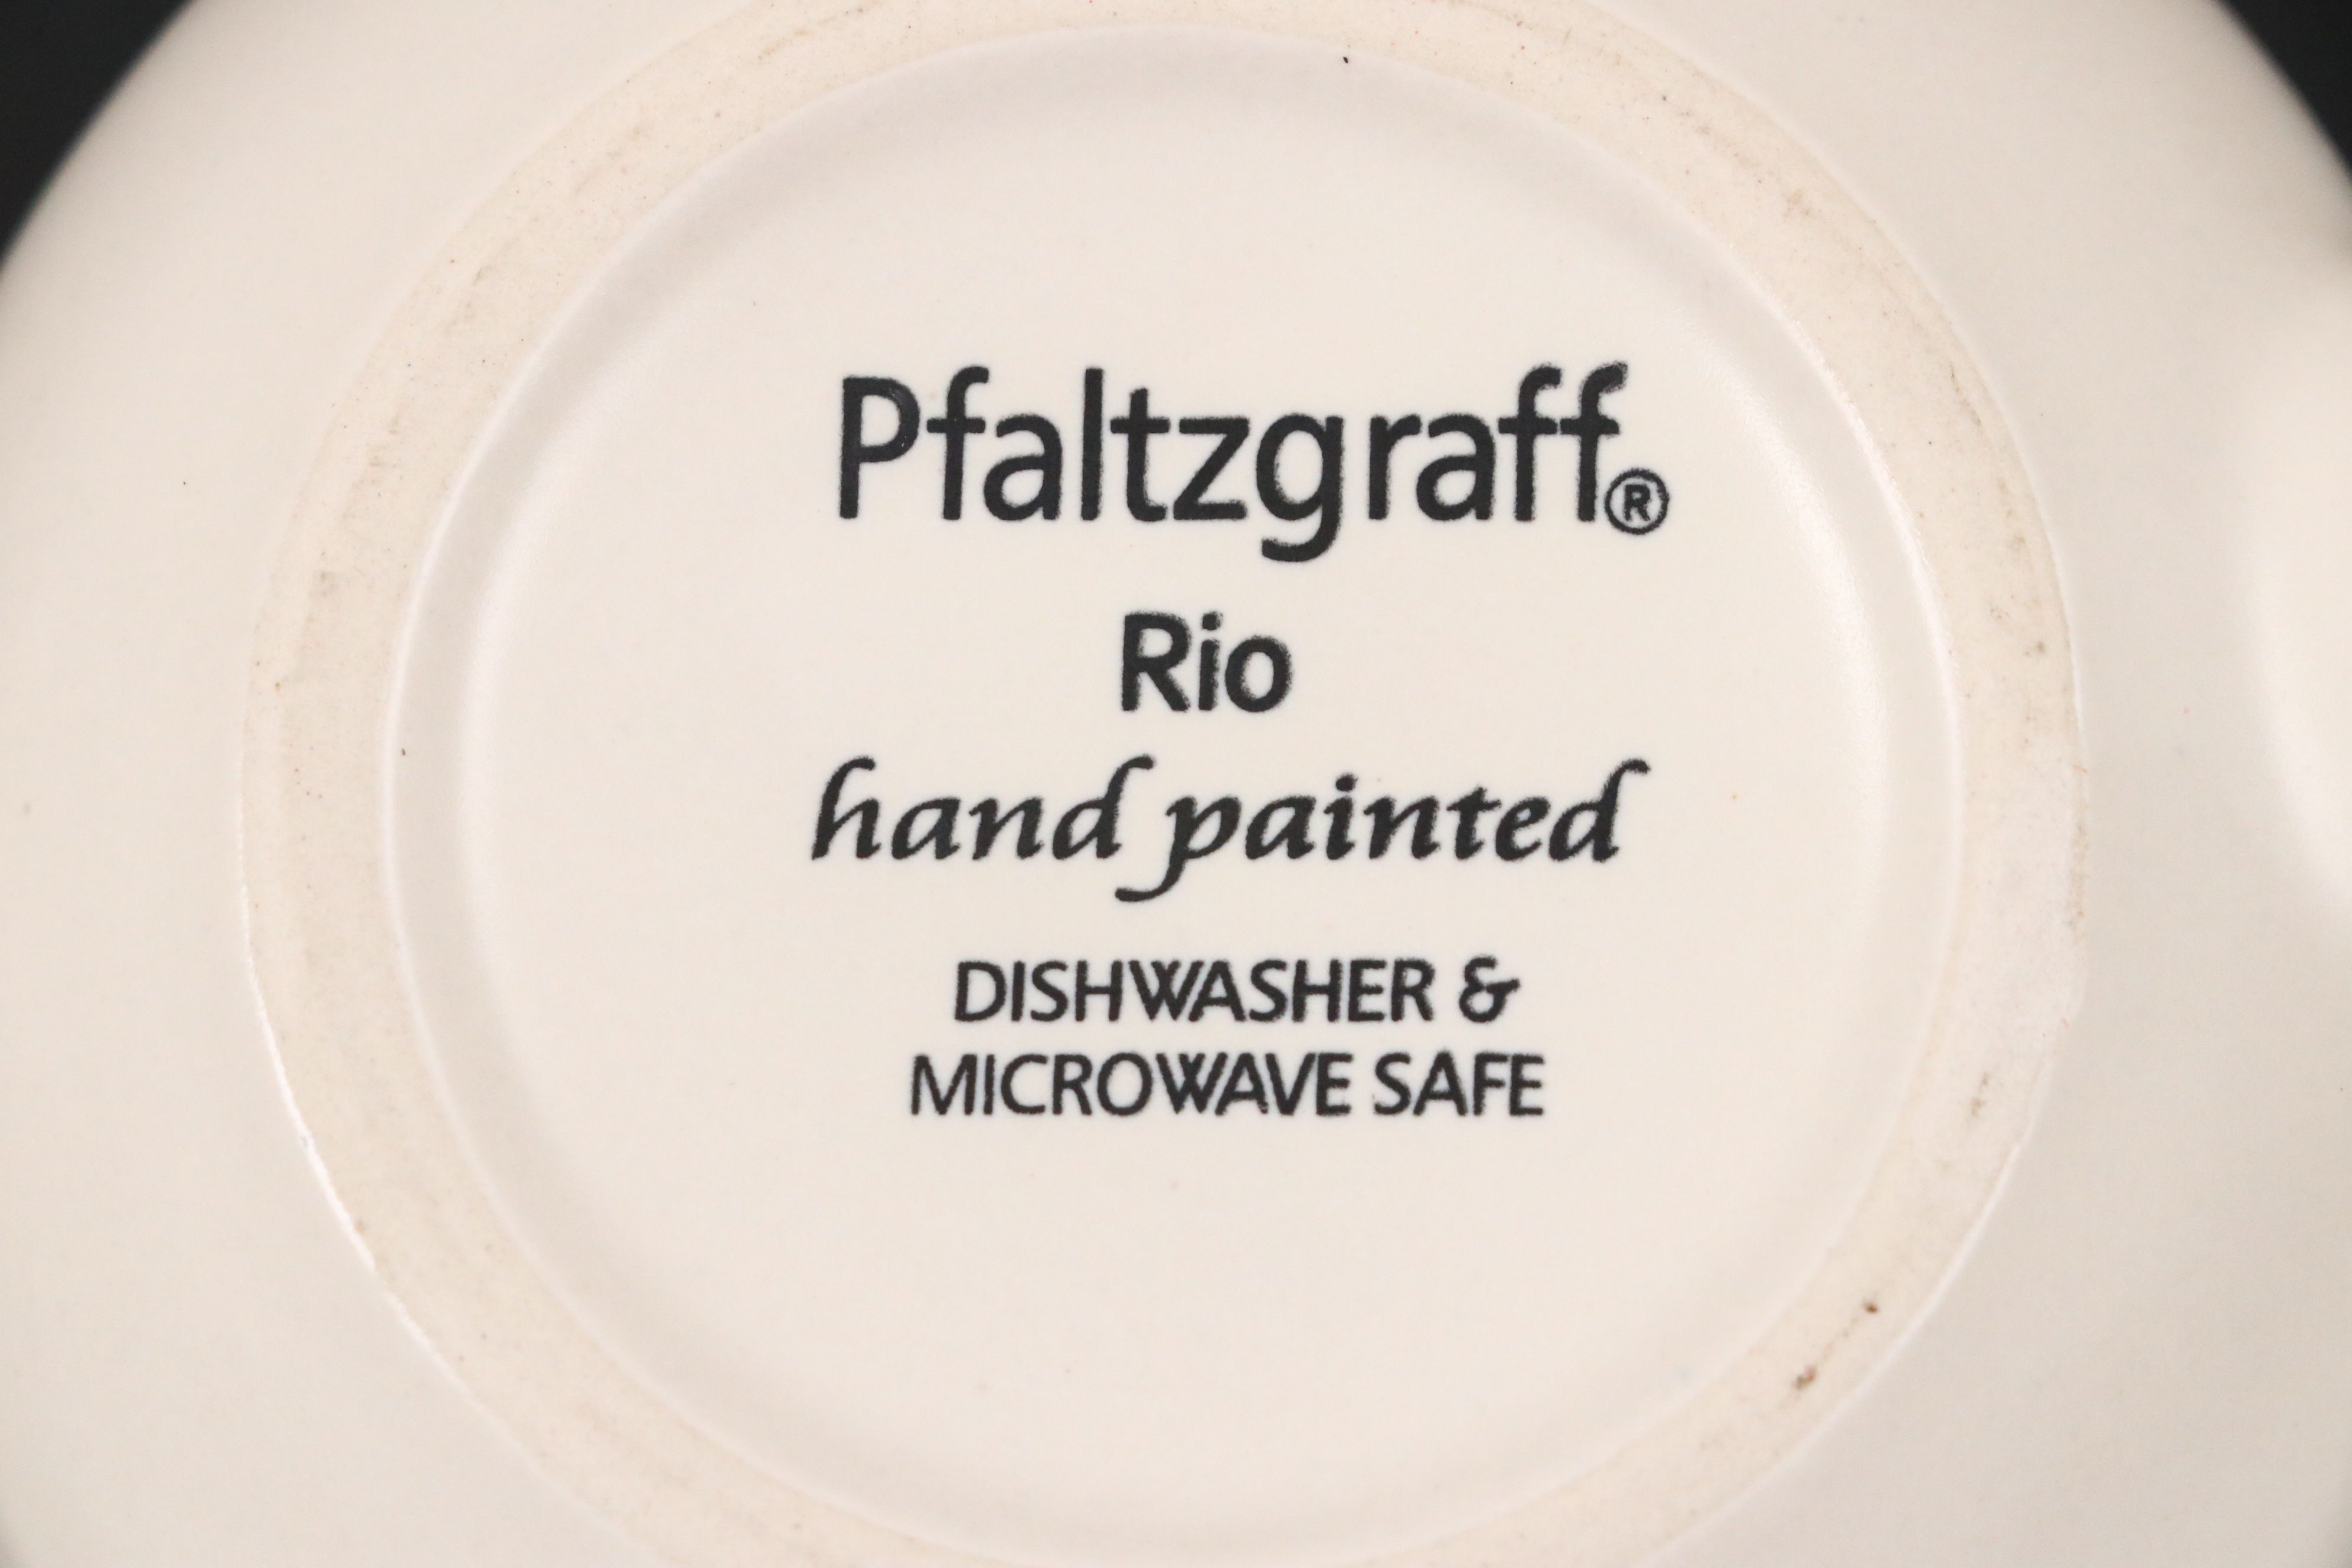 Pfaltzgraff®
Rio
hand painted
DISHWASHER &
MICROWAVE SAFE